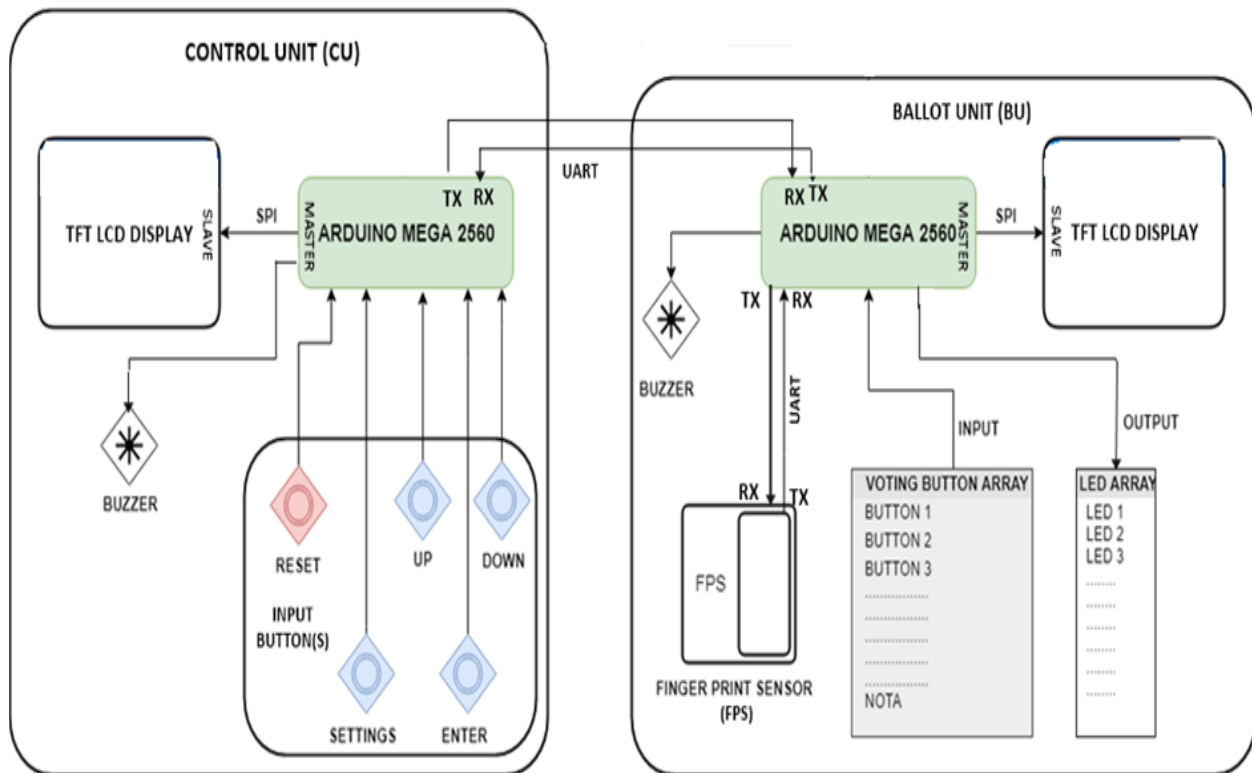 CONTROL UNIT (CU)
TFT LCD DISPLAY
SLAVE
SPI
MASTER
TX RX
ARDUINO MEGA 2560
BUZZER
RESET
UP
DOWN
INPUT
BUTTON(S)
SETTINGS
ENTER
UART
BALLOT UNIT (BU)
RX TX
ARDUINO MEGA 2560
MASTER
SPI
SLAVE
TFT LCD DISPLAY
TX RX
BUZZER
UART
RX TX
FPS
FINGER PRINT SENSOR
(FPS)
INPUT
OUTPUT
VOTING BUTTON ARRAY
BUTTON 1
BUTTON 2
BUTTON 3
.................
.................
.................
.................
.................
NOTA
LED ARRAY
LED 1
LED 2
LED 3
........
........
........
........
........
........